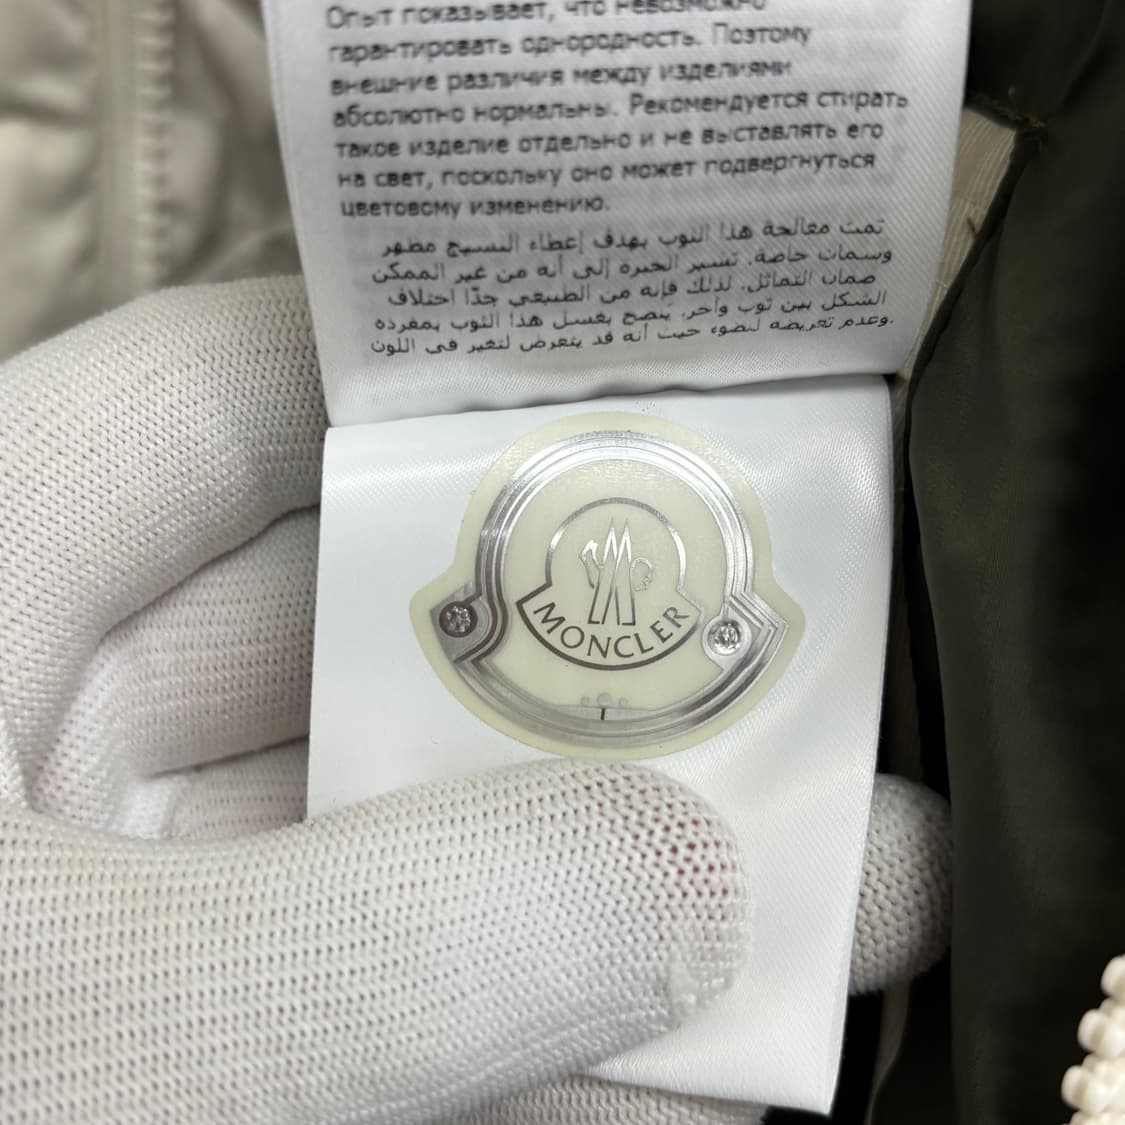 Опыт показывает, что невозможно
гарантировать однородность. Поэтому
внешние различия между изделиями
абсолютно нормальны. Рекомендуется стирать
такое изделие отдельно и не выставлять его
на свет, поскольку оно может подвергнуться
цветовому изменению.
تمت معالجة هذا الثوب بهدف إعطاء النسيج مظهر
وسمات خاصة. تسير الخبرة إلى أنه من غير الممكن
ضمان التماثل. لذلك فإنه من الطبيعي جدًا اختلاف
الشكل بين ثوب وآخر. ينصح بغسل هذا الثوب بمفرده
وعدم تعريضه لضوء حيث أنه قد يتعرض لتغير في اللون.
MONCLER